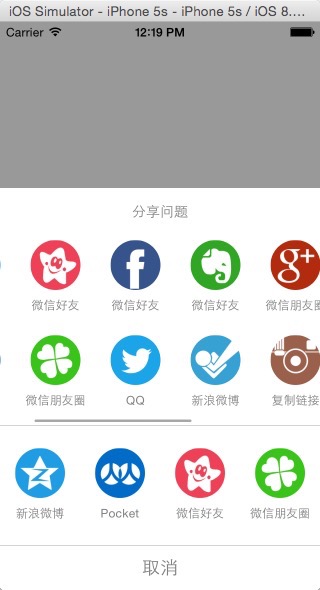 iOS Simulator - iPhone 5s - iPhone 5s / iOS 8....
Carrier 12:19 PM
分享问题
微信好友 微信好友 微信好友 微信朋友圈
微信朋友圈 QQ 新浪微博 复制链接
新浪微博 Pocket 微信好友 微信朋友圈
取消